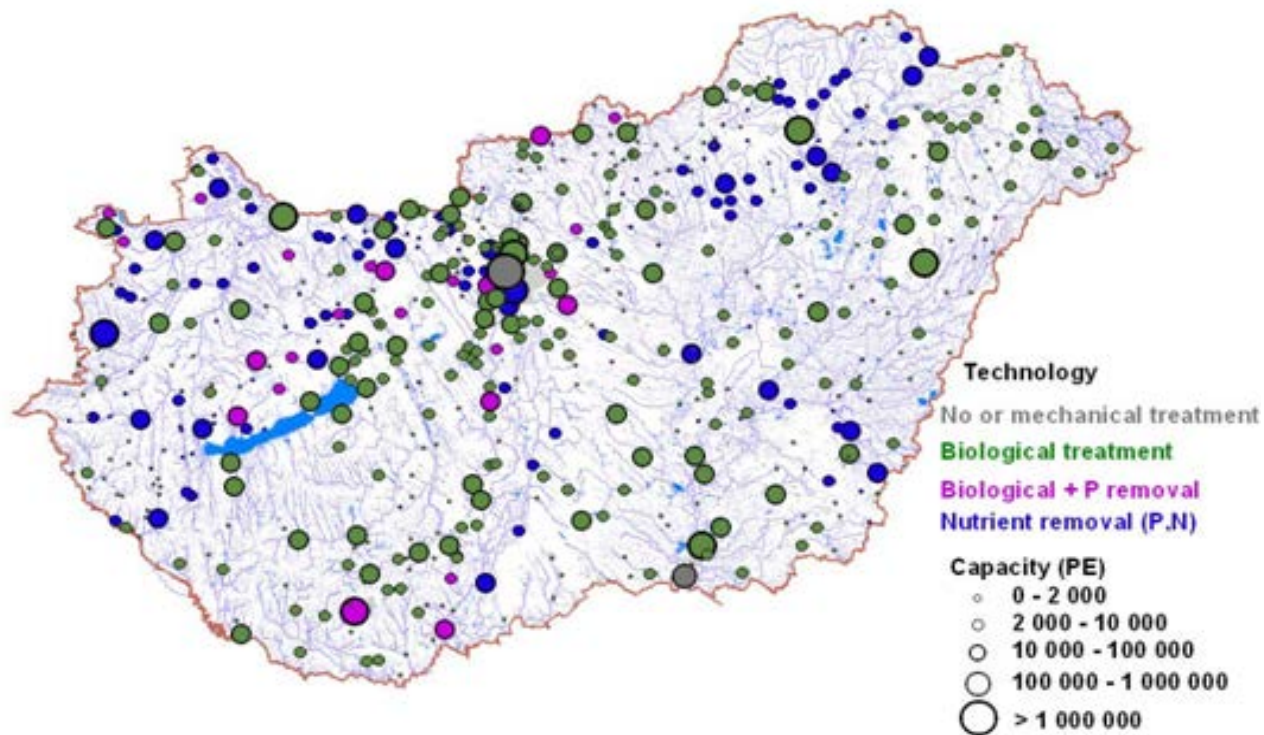 Technology
No or mechanical treatment
Biological treatment
Biological + P removal
Nutrient removal (P.N)
Capacity (PE)
0 - 2 000
2 000 - 10 000
10 000 - 100 000
100 000 - 1 000 000
> 1 000 000